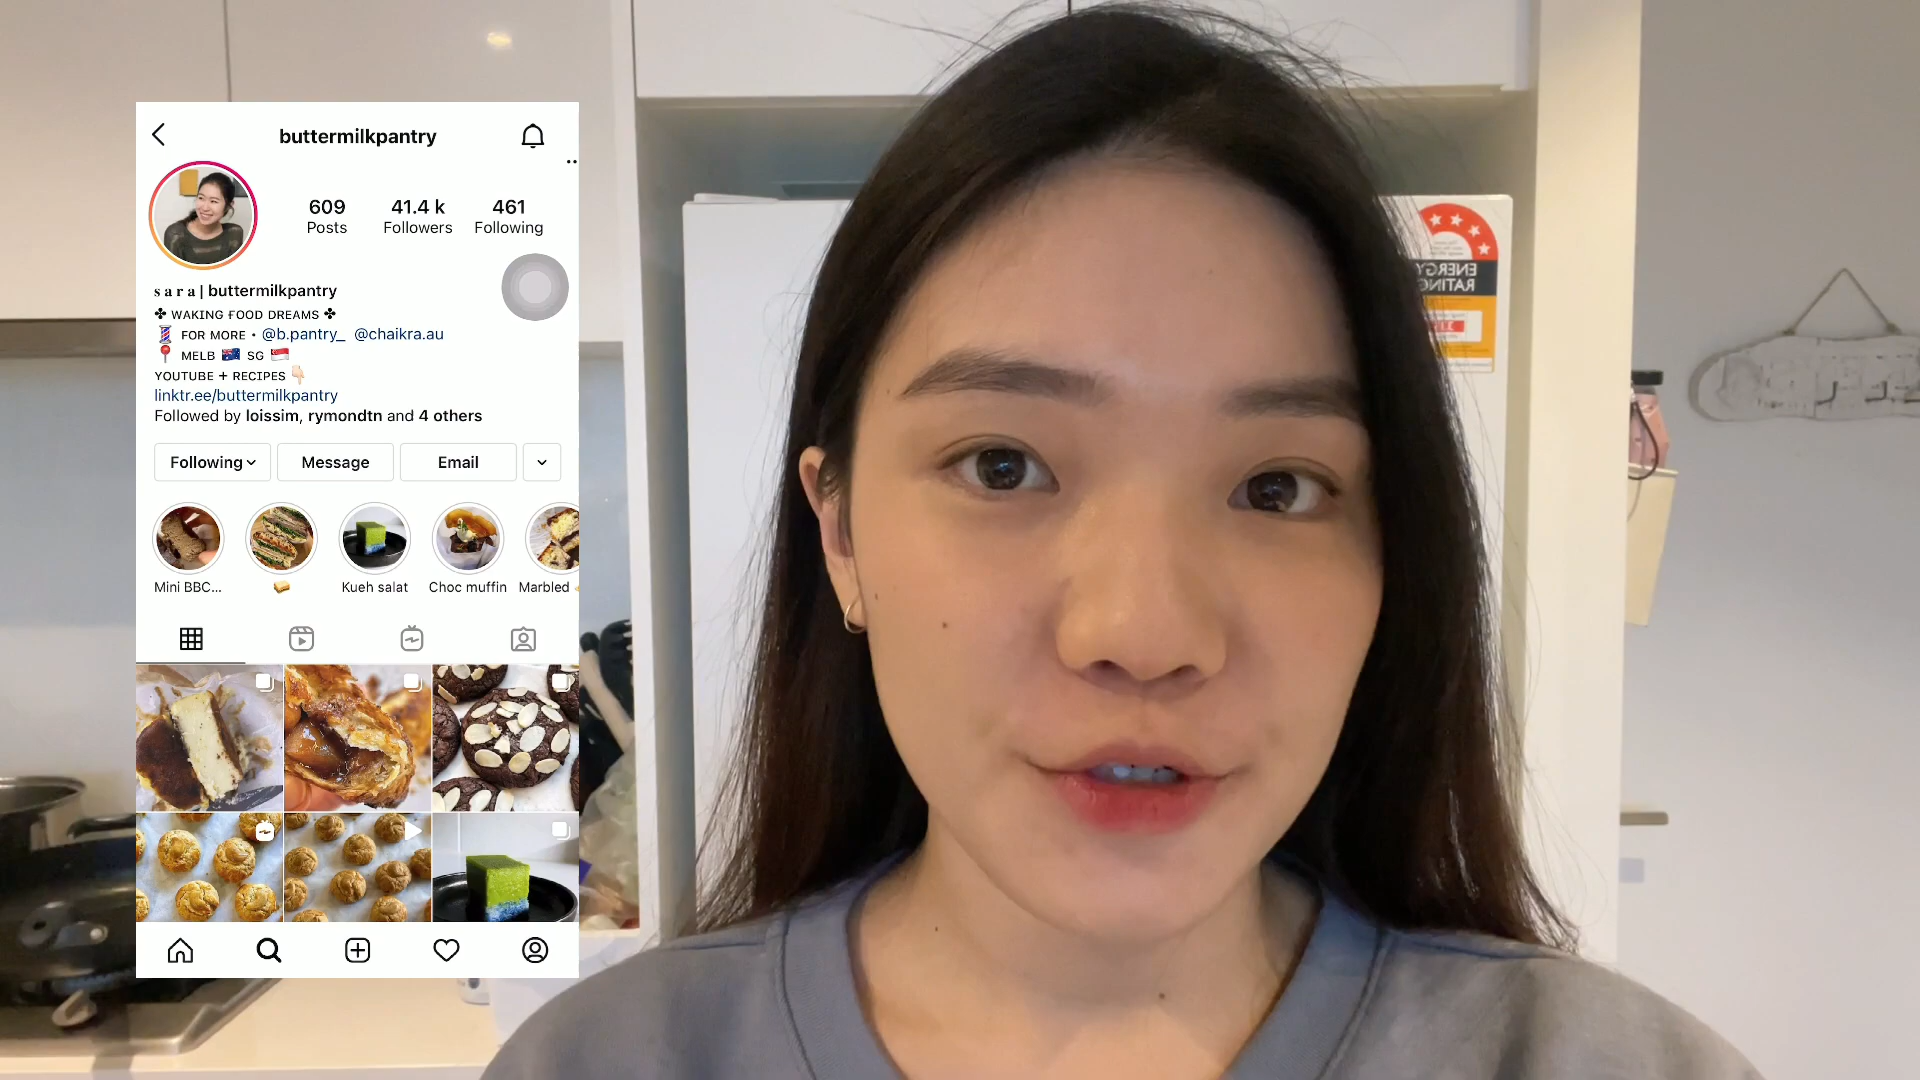 buttermilkpantry
609
41.4 k
461
Posts
Followers
Following
s a r a | buttermilkpantry
✤ WAKING FOOD DREAMS ✤
💈 FOR MORE • @b.pantry_ @chaikra.au
📍 MELB 🇦🇺 SG 🇸🇬
YOUTUBE + RECIPES 👇🏻
linktr.ee/buttermilkpantry
Followed by loissim, rymondtn and 4 others
Following
Message
Email
Mini BBC...
🥪
Kueh salat
Choc muffin
Marbled
ENERGY
RATING